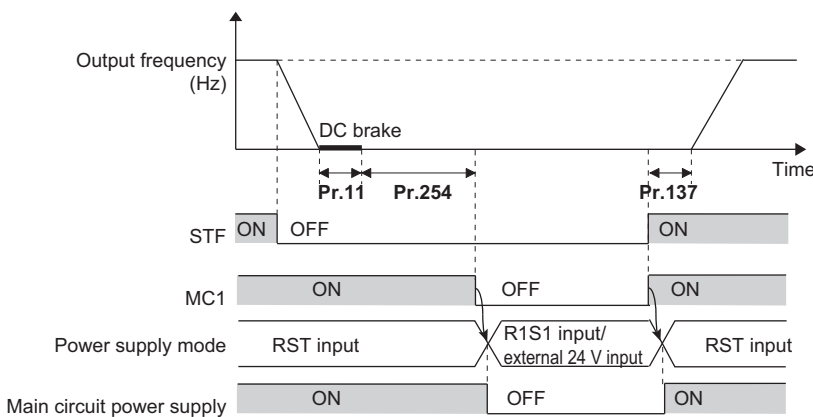 Output frequency
(Hz)
DC brake
Time
Pr.11
Pr.254
Pr.137
STF
ON
OFF
ON
MC1
ON
OFF
ON
Power supply mode
RST input
R1S1 input/
external 24 V input
RST input
Main circuit power supply
ON
OFF
ON